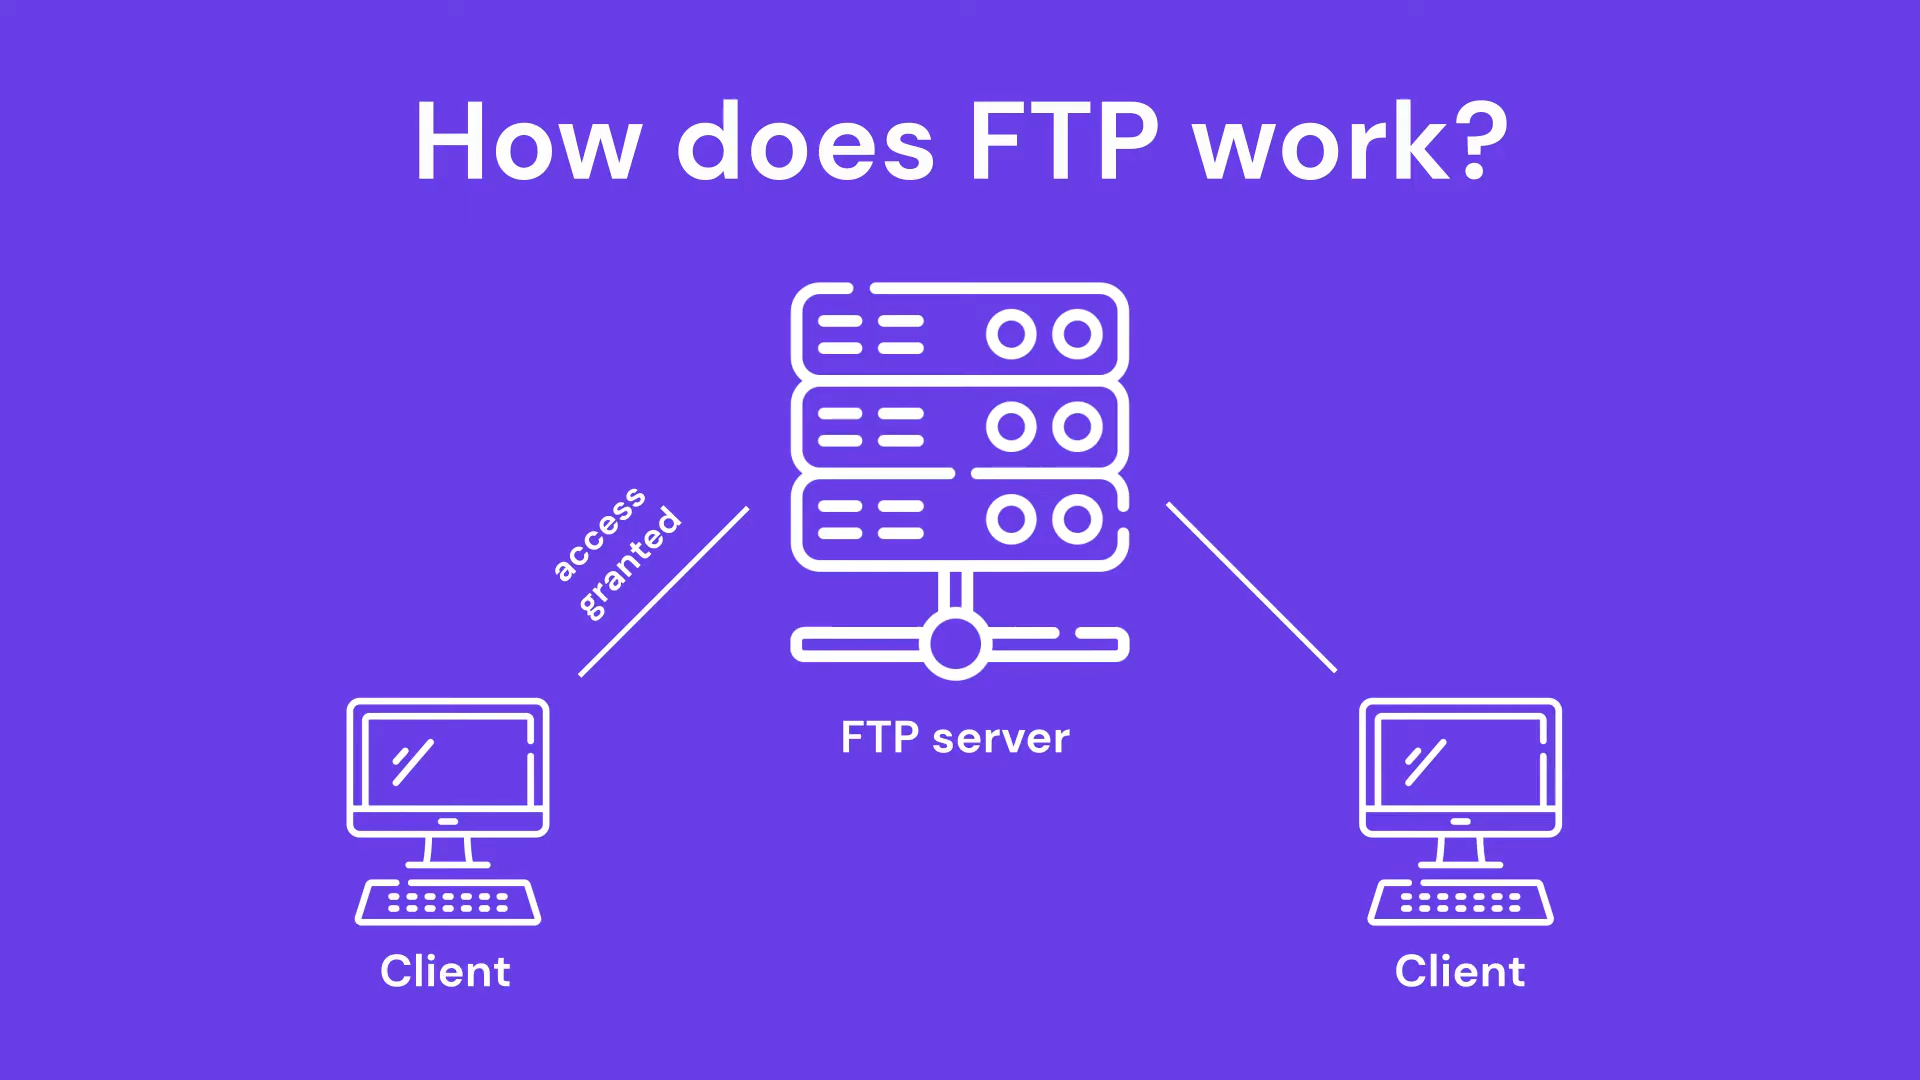 How does FTP work?
access
granted
FTP server
Client
Client